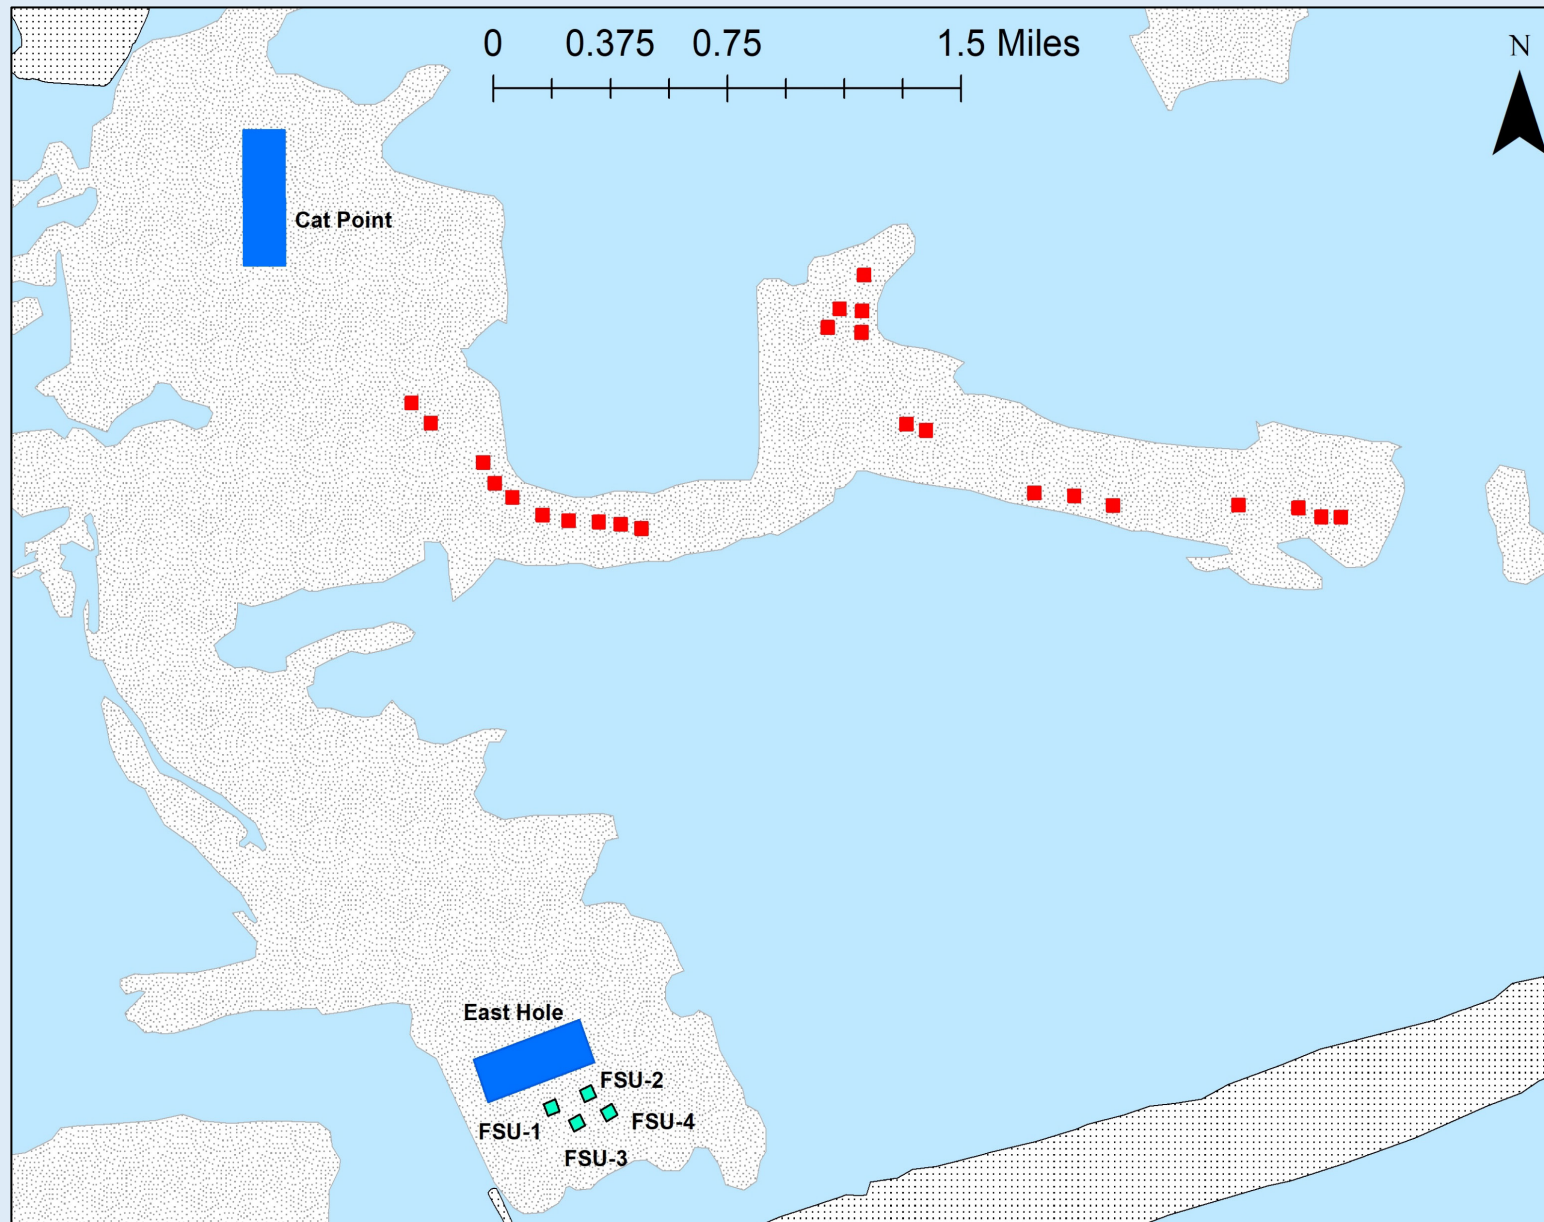 0 0.375 0.75 1.5 Miles
N
Cat Point
East Hole
FSU-2
FSU-4
FSU-1
FSU-3